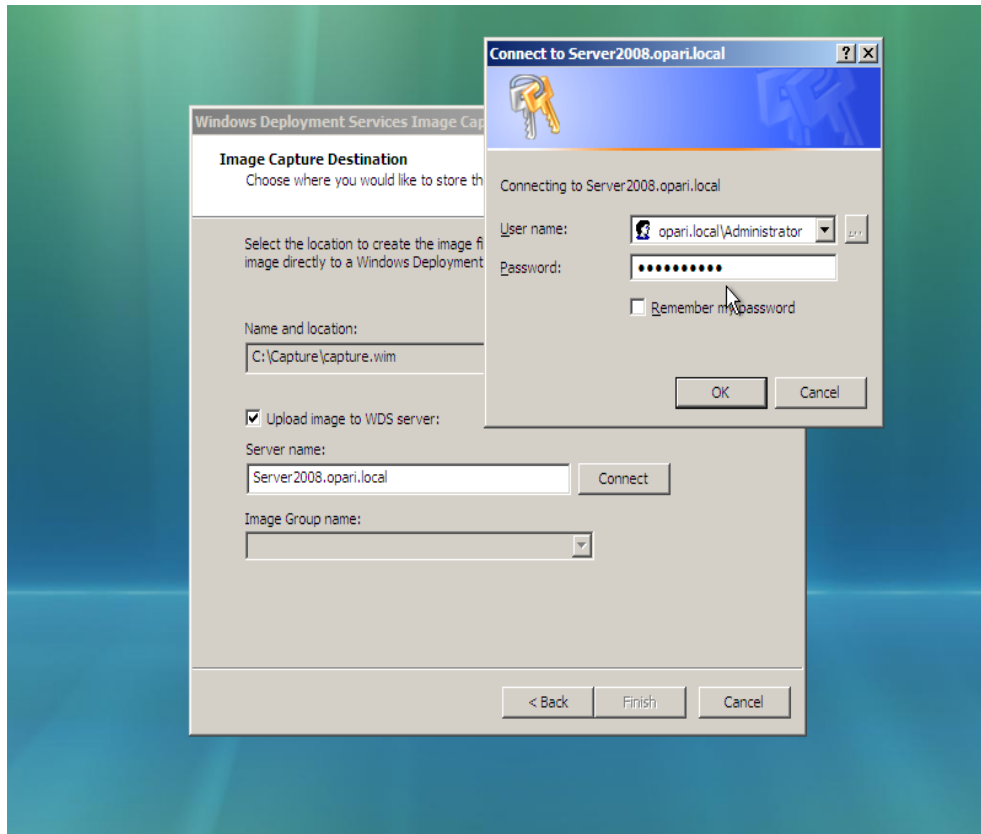 Connect to Server2008.opari.local
Connecting to Server2008.opari.local
User name:
opari.local\Administrator
...
Password:
●●●●●●●●●●
Remember my password
OK
Cancel
Windows Deployment Services Image Cap
Image Capture Destination
Choose where you would like to store th
Select the location to create the image fi
image directly to a Windows Deployment
Name and location:
C:\Capture\capture.wim
Upload image to WDS server:
Server name:
Server2008.opari.local
Connect
Image Group name:
< Back
Finish
Cancel